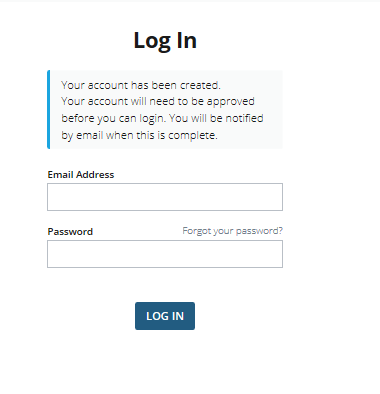 Log In
Your account has been created.
Your account will need to be approved
before you can login. You will be notified
by email when this is complete.
Email Address
Password
Forgot your password?
LOG IN